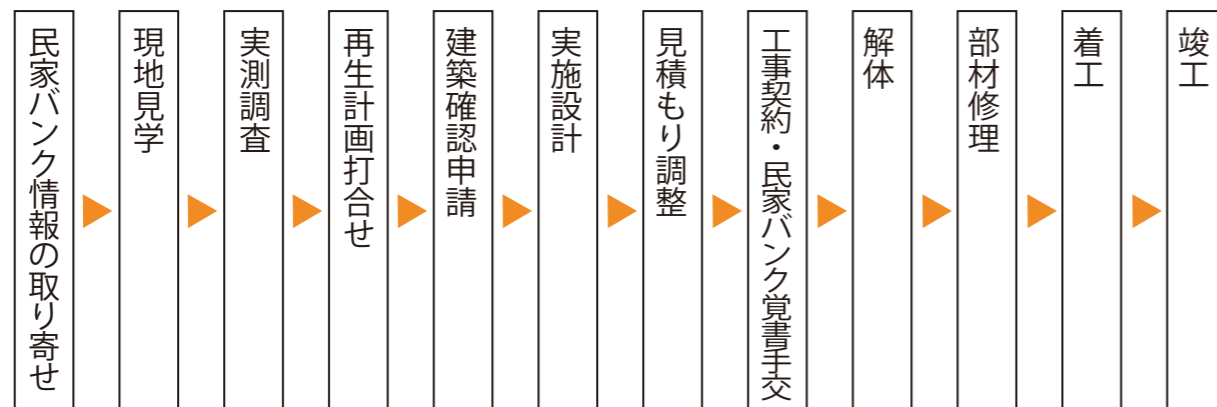 民家バンク情報の取り寄せ
現地見学
実測調査
再生計画打合せ
建築確認申請
実施設計
見積もり調整
工事契約・民家バンク覚書手交
解体
部材修理
着工
竣工